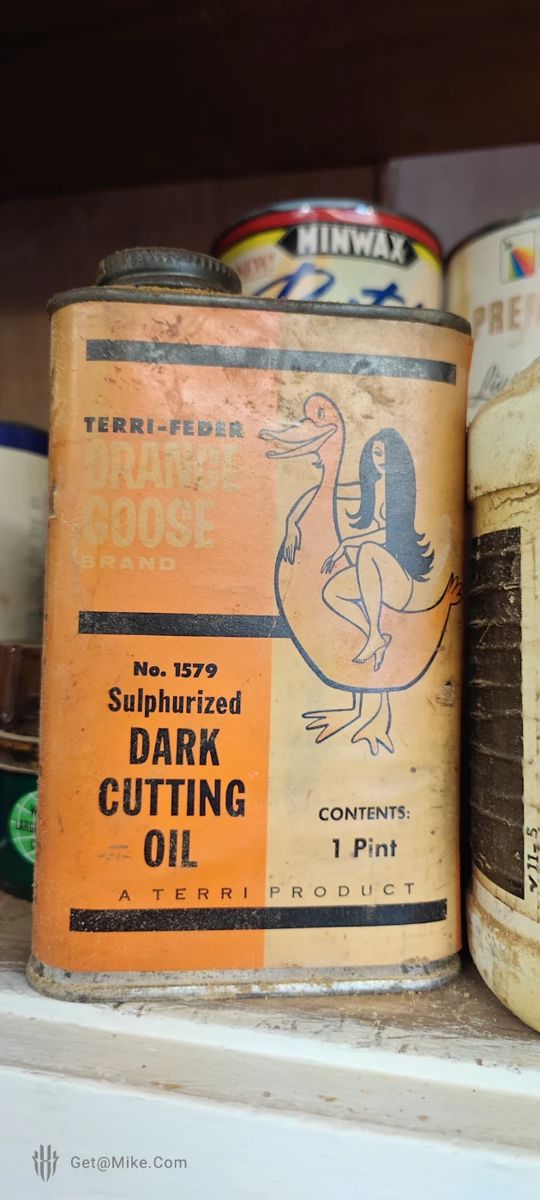 MINWAX
PRE
TERRI-FEDER
ORANGE
GOOSE
BRAND
No. 1579
Sulphurized
DARK
CUTTING
OIL
CONTENTS:
1 Pint
A TERRI PRODUCT
Get@Mike.Com